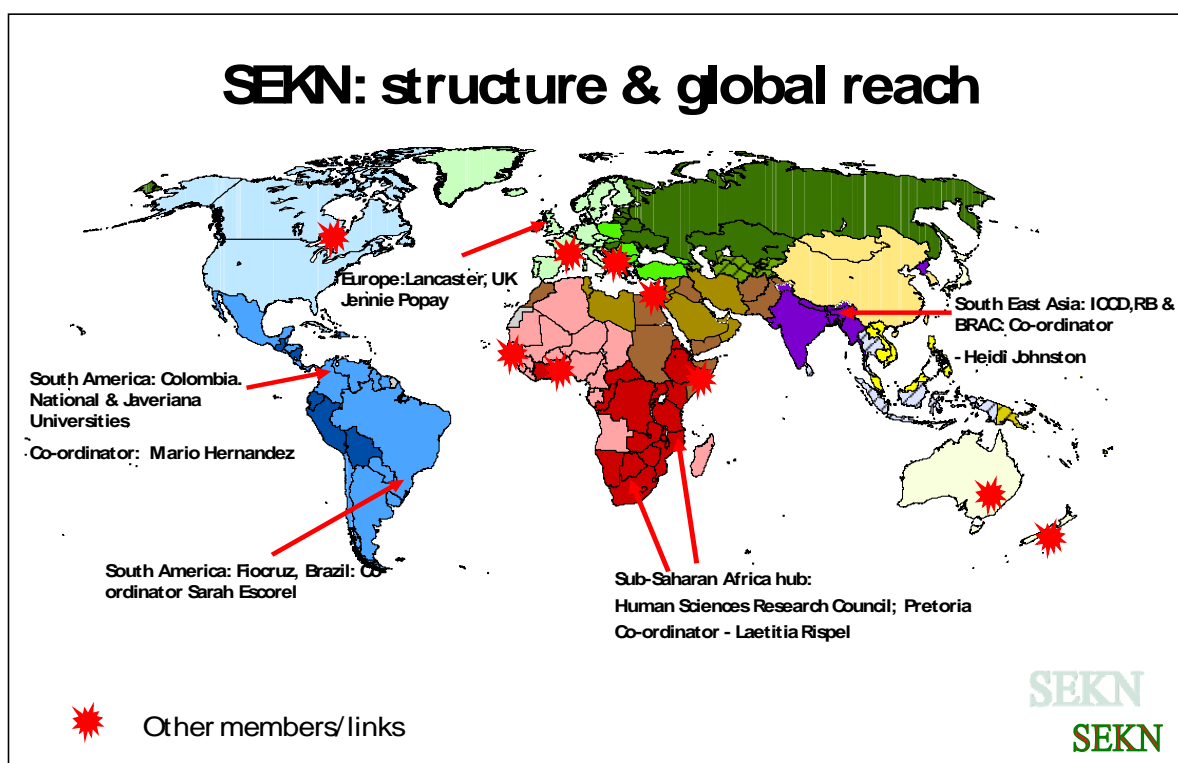 SEKN: structure & global reach
Europe:Lancaster, UK
Jennie Popay
South East Asia: ICCD,RB &
BRAC: Co-ordinator
- Heidi Johnston
South America: Colombia.
National & Javeriana
Universities
Co-ordinator: Mario Hernandez
South America: Fiocruz, Brazil: Co-
ordinator Sarah Escorel
Sub-Saharan Africa hub:
Human Sciences Research Council; Pretoria
Co-ordinator - Laetitia Rispel
Other members/links
SEKN
SEKN